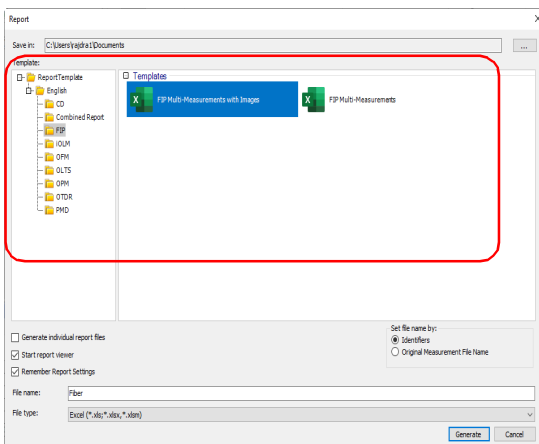 Report
Save in: C:\Users\rajdra1\Documents ...
Template:
ReportTemplate
English
CD
Combined Report
FIP
iOLM
OFM
OLTS
OPM
OTDR
PMD
Templates
FIP Multi-Measurements with Images
FIP Multi-Measurements
Generate individual report files
Start report viewer
Remember Report Settings
Set file name by:
Identifiers
Original Measurement File Name
File name: Fiber
File type: Excel (*.xls;*.xlsx,*.xlsm)
Generate Cancel